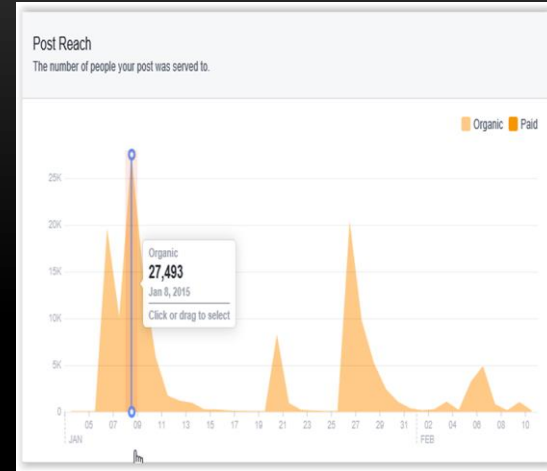 Post Reach
The number of people your post was served to.
Organic Paid
25K
20K
15K
10K
5K
0
Organic
27,493
Jan 8, 2015
Click or drag to select
05 07 09 11 13 15 17 19 21 23 25 27 29 31 02 04 06 08 10
JAN FEB